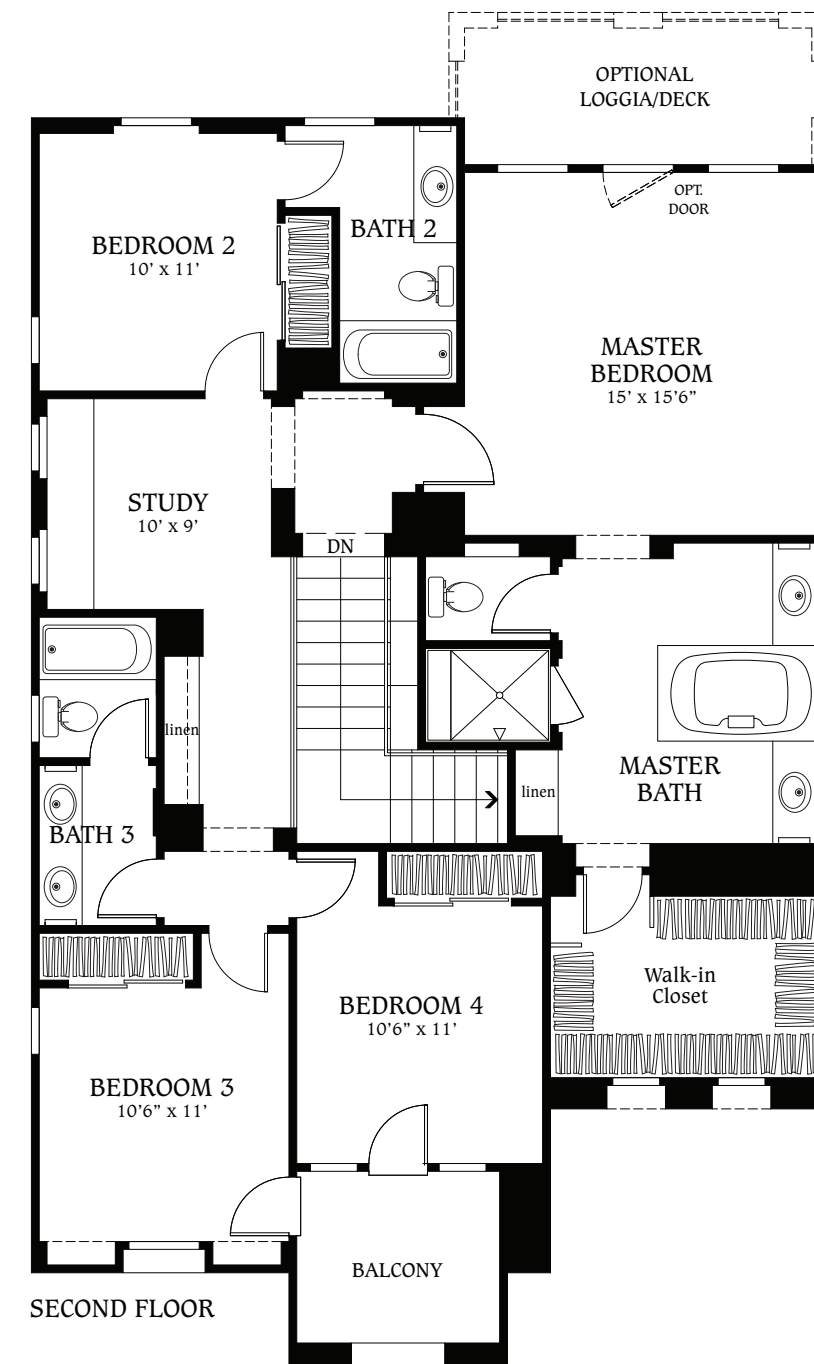 OPTIONAL
LOGGIA/DECK
OPT.
DOOR
BATH 2
BEDROOM 2
10’ x 11’
MASTER
BEDROOM
15’ x 15’6”
STUDY
10’ x 9’
DN
linen
MASTER
BATH
linen
BATH 3
Walk-in
Closet
BEDROOM 4
10’6” x 11’
BEDROOM 3
10’6” x 11’
BALCONY
SECOND FLOOR